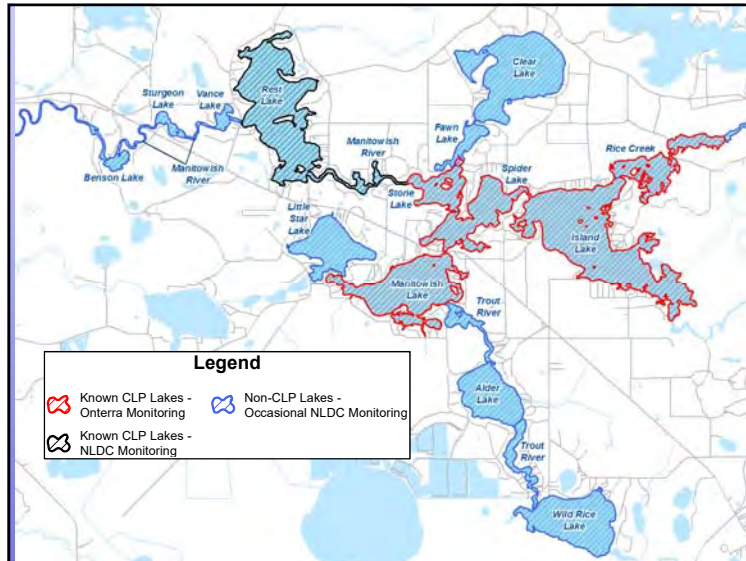 Clear
Lake
Rest
Lake
Sturgeon
Lake
Vance
Lake
Fawn
Lake
Manitowish
River
Rice Creek
Benson Lake
Manitowish
River
Spider
Lake
Stone
Lake
Little
Star
Lake
Island
Lake
Manitowish
Lake
Trout
River
Legend
Known CLP Lakes -
Onterra Monitoring
Non-CLP Lakes -
Occasional NLDC Monitoring
Known CLP Lakes -
NLDC Monitoring
Alder
Lake
Trout
River
Wild Rice
Lake